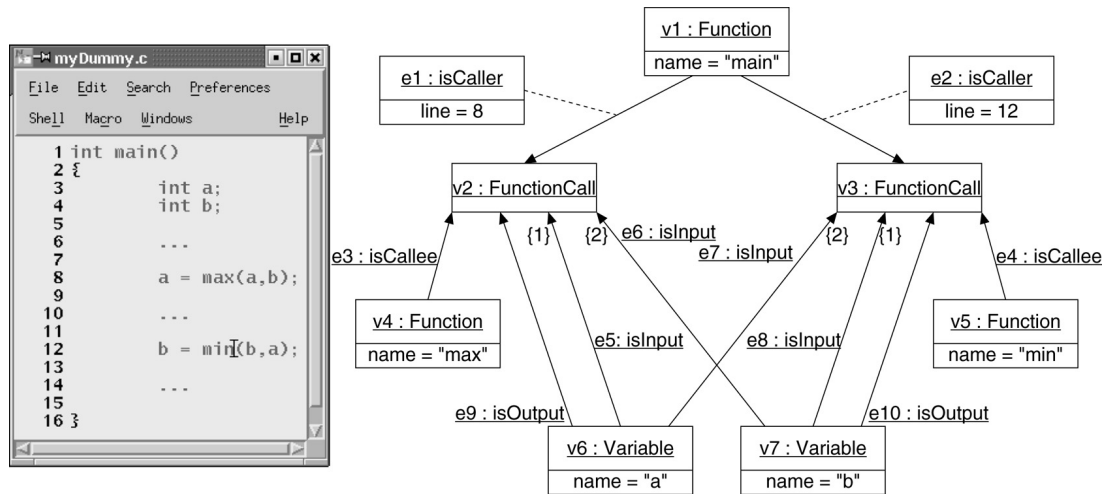 myDummy.c
File Edit Search Preferences
Shell Macro Windows Help
1 int main()
2 {
3 int a;
4 int b;
5
6 ...
7
8 a = max(a,b);
9
10 ...
11
12 b = min(b,a);
13
14 ...
15
16 }
v1 : Function
name = "main"
e1 : isCaller
line = 8
e2 : isCaller
line = 12
v2 : FunctionCall
v3 : FunctionCall
{1}
{2}
e6 : isInput
e7 : isInput
{2}
{1}
e3 : isCallee
e4 : isCallee
v4 : Function
name = "max"
e5: isInput
e8 : isInput
v5 : Function
name = "min"
e9 : isOutput
e10 : isOutput
v6 : Variable
name = "a"
v7 : Variable
name = "b"